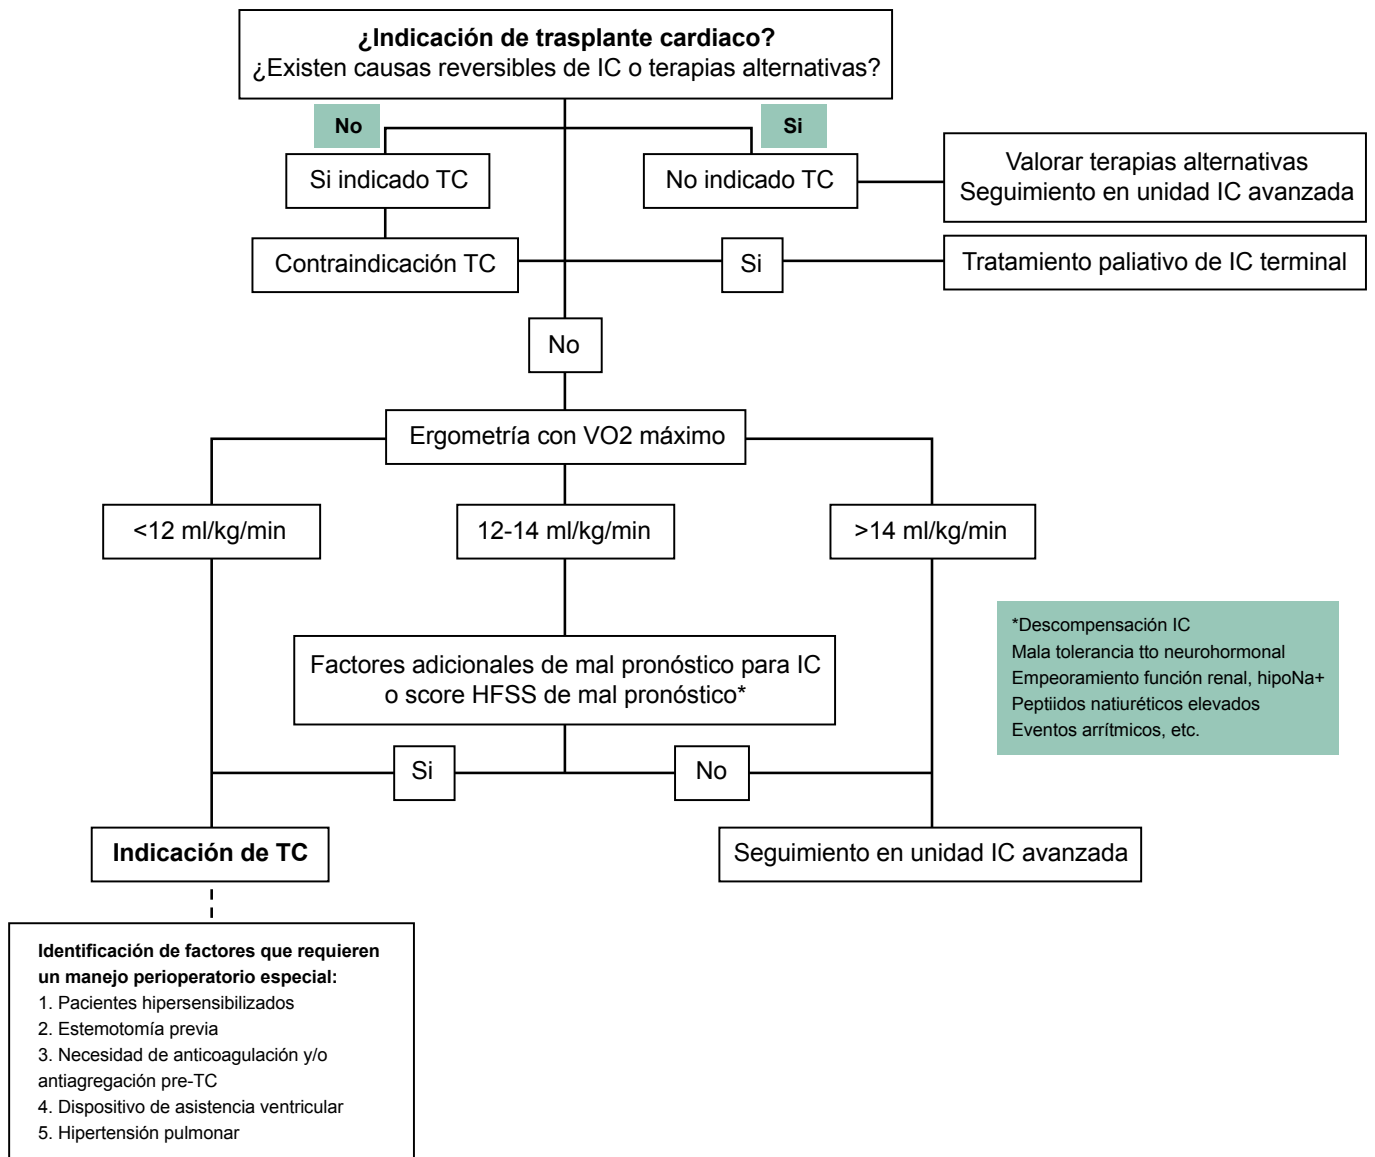 ¿Indicación de trasplante cardiaco?
¿Existen causas reversibles de IC o terapias alternativas?
No
Si
Si indicado TC
No indicado TC
Valorar terapias alternativas
Seguimiento en unidad IC avanzada
Contraindicación TC
Si
Tratamiento paliativo de IC terminal
No
Ergometría con VO2 máximo
<12 ml/kg/min
12-14 ml/kg/min
>14 ml/kg/min
Factores adicionales de mal pronóstico para IC
o score HFSS de mal pronóstico*
*Descompensación IC
Mala tolerancia tto neurohormonal
Empeoramiento función renal, hipoNa+
Peptiidos natiuréticos elevados
Eventos arrítmicos, etc.
Si
No
Indicación de TC
Seguimiento en unidad IC avanzada
Identificación de factores que requieren
un manejo perioperatorio especial:
1. Pacientes hipersensibilizados
2. Estemotomía previa
3. Necesidad de anticoagulación y/o
antiagregación pre-TC
4. Dispositivo de asistencia ventricular
5. Hipertensión pulmonar